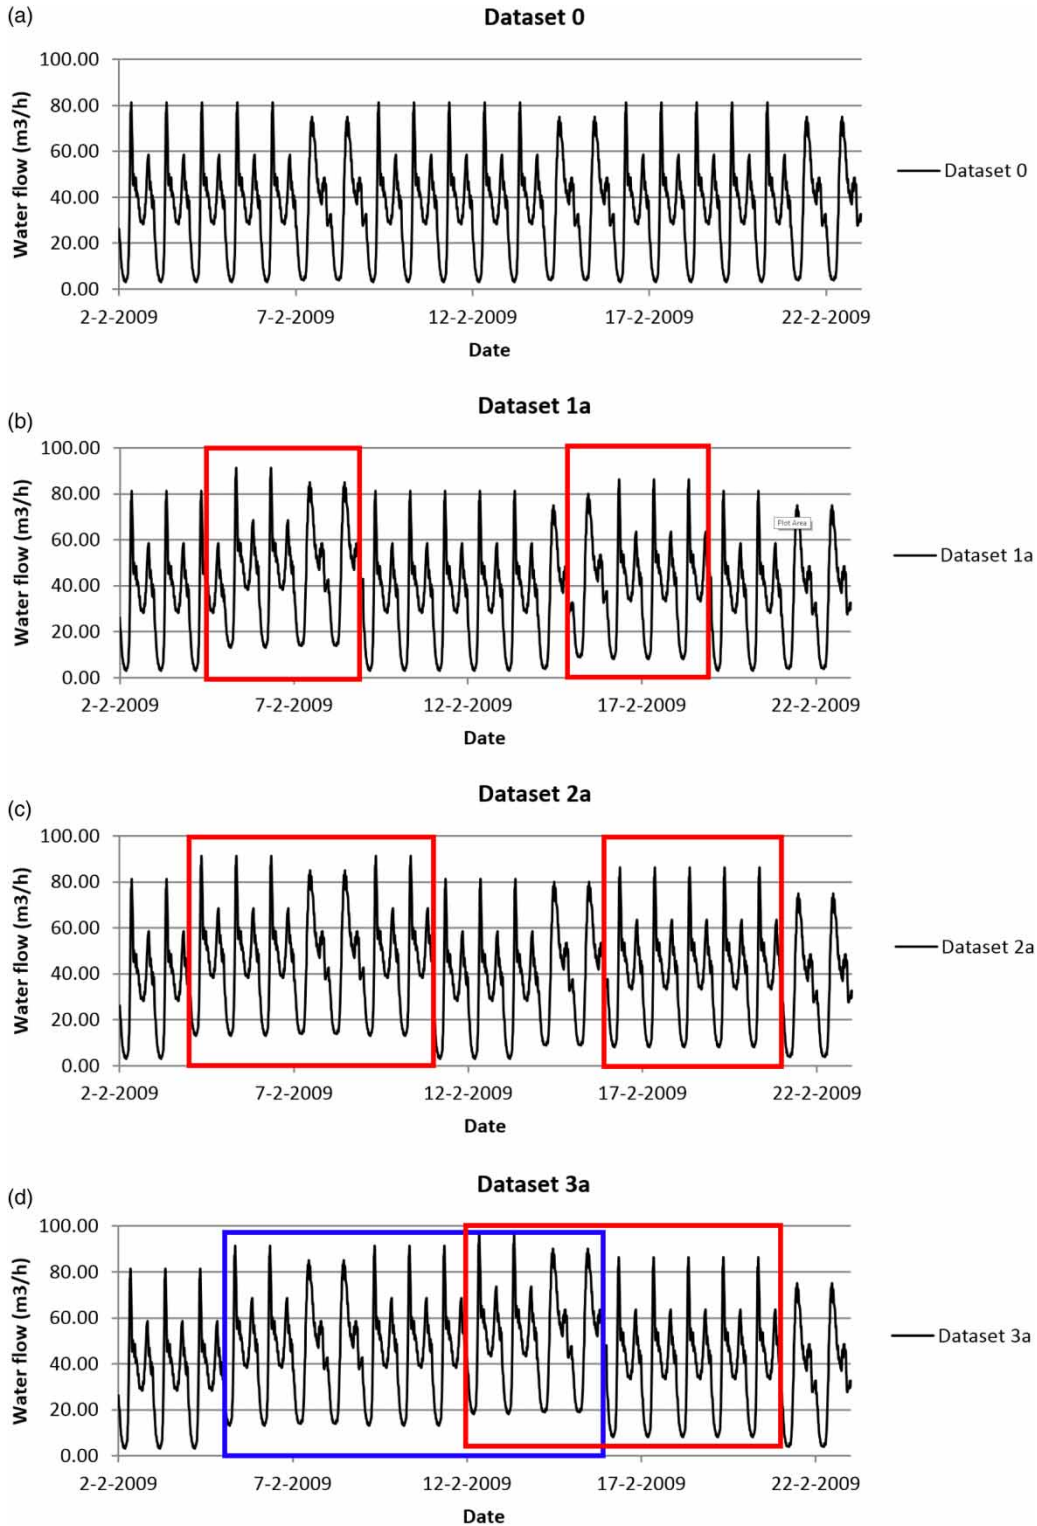 (a)
Dataset 0
Water flow (m3/h)
100.00
80.00
60.00
40.00
20.00
0.00
2-2-2009 7-2-2009 12-2-2009 17-2-2009 22-2-2009
Date
Dataset 0
(b)
Dataset 1a
Water flow (m3/h)
100.00
80.00
60.00
40.00
20.00
0.00
2-2-2009 7-2-2009 12-2-2009 17-2-2009 22-2-2009
Date
Plot Area
Dataset 1a
(c)
Dataset 2a
Water flow (m3/h)
100.00
80.00
60.00
40.00
20.00
0.00
2-2-2009 7-2-2009 12-2-2009 17-2-2009 22-2-2009
Date
Dataset 2a
(d)
Dataset 3a
Water flow (m3/h)
100.00
80.00
60.00
40.00
20.00
0.00
2-2-2009 7-2-2009 12-2-2009 17-2-2009 22-2-2009
Date
Dataset 3a